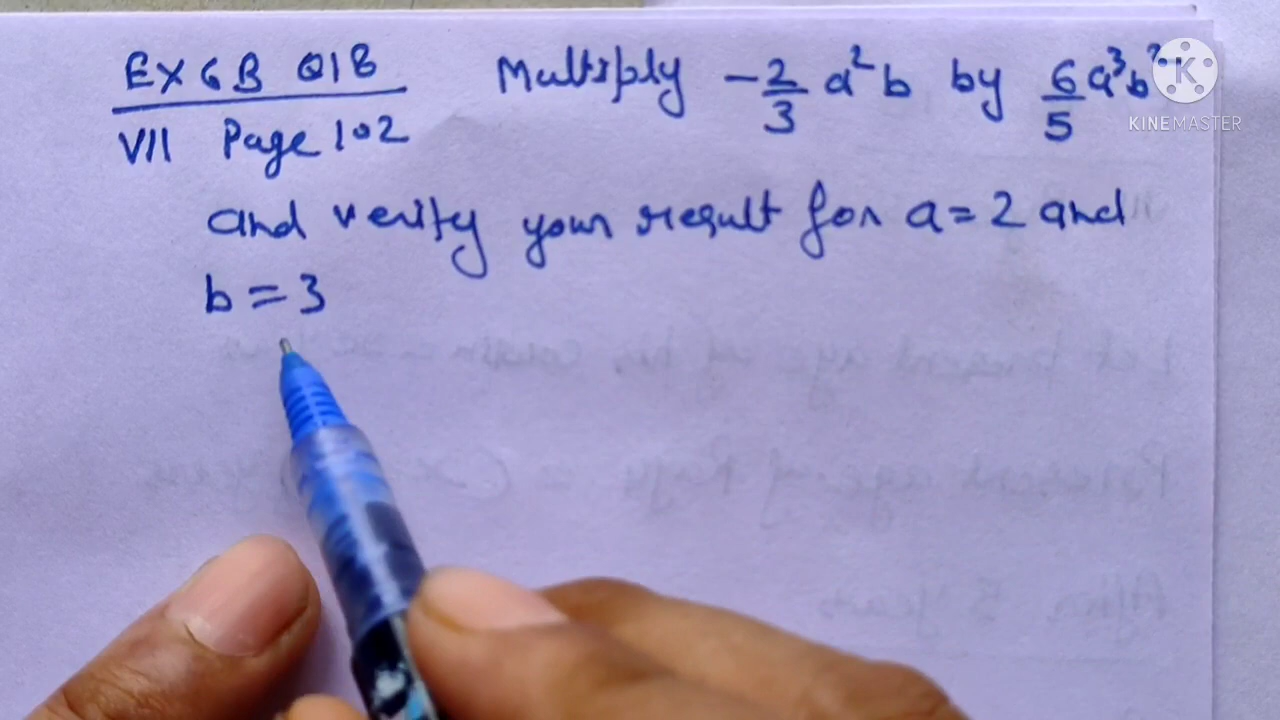 EX 6B Q18 Multiply -2/3 a²b by 6/5 a³b²
VII Page 102
and verify your result for a = 2 and
b = 3
KINEMASTER